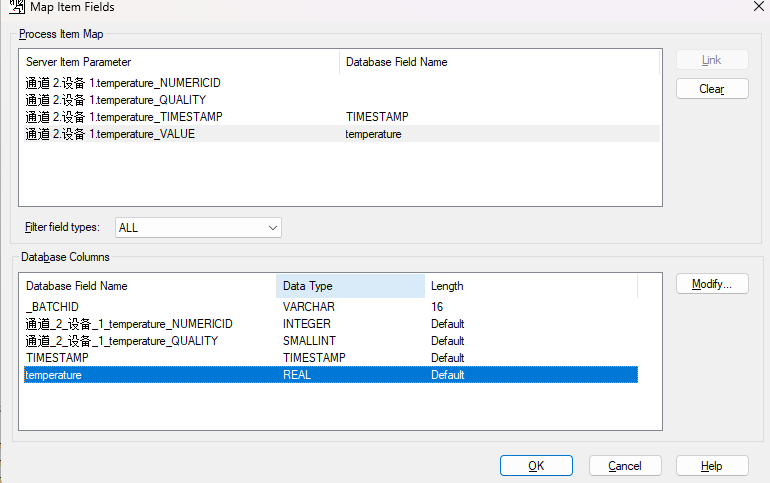 Map Item Fields
Process Item Map
Server Item Parameter Database Field Name
Link
通道 2.设备 1.temperature_NUMERICID
Clear
通道 2.设备 1.temperature_QUALITY
通道 2.设备 1.temperature_TIMESTAMP TIMESTAMP
通道 2.设备 1.temperature_VALUE temperature
Filter field types: ALL
Database Columns
Database Field Name Data Type Length
Modify...
_BATCHID VARCHAR 16
通道_2_设备_1_temperature_NUMERICID INTEGER Default
通道_2_设备_1_temperature_QUALITY SMALLINT Default
TIMESTAMP TIMESTAMP Default
temperature REAL Default
OK Cancel Help